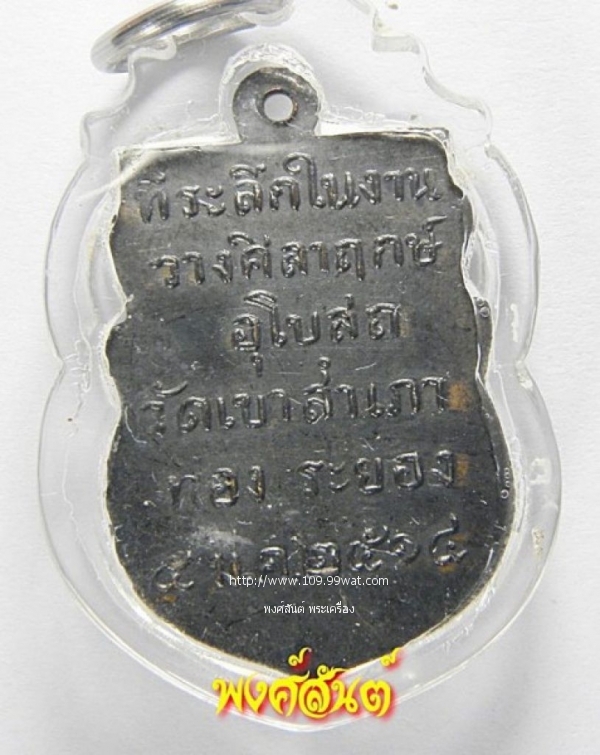 ที่ระลึกในงาน
วางศิลาฤกษ์
อุโบสถ
วัดเขาสำเภา
ทอง ระยอง
๕ ๒๕๑๔
http://www.109.99wat.com
พงศ์สันต์ พระเครื่อง
พงศ์สันต์